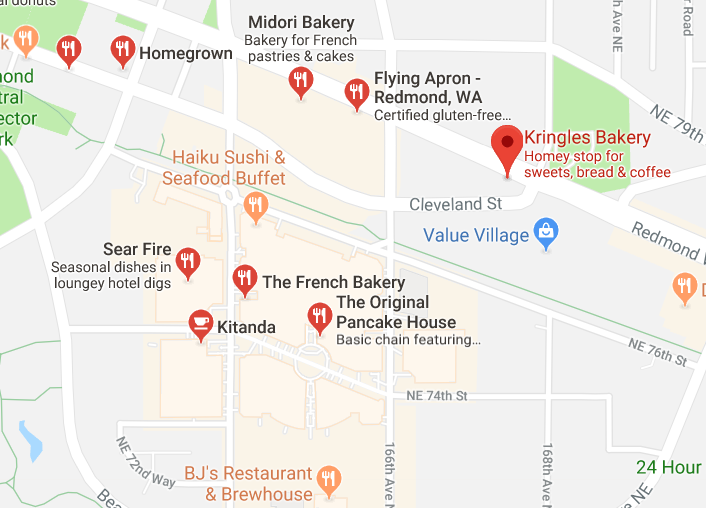 donuts
k
Homegrown
Midori Bakery
Bakery for French
pastries & cakes
Flying Apron -
Redmond, WA
Certified gluten-free...
Kringles Bakery
Homey stop for
sweets, bread & coffee
NE 79th
166th Ave NE
mond
tral
ector
rk
Haiku Sushi &
Seafood Buffet
Cleveland St
Value Village
Redmond W
Sear Fire
Seasonal dishes in
loungey hotel digs
The French Bakery
The Original
Pancake House
Basic chain featuring...
Kitanda
D
NE 76th St
NE 74th St
NE 72nd Way
BJ's Restaurant
& Brewhouse
168th Ave N
24 Hour
Bea